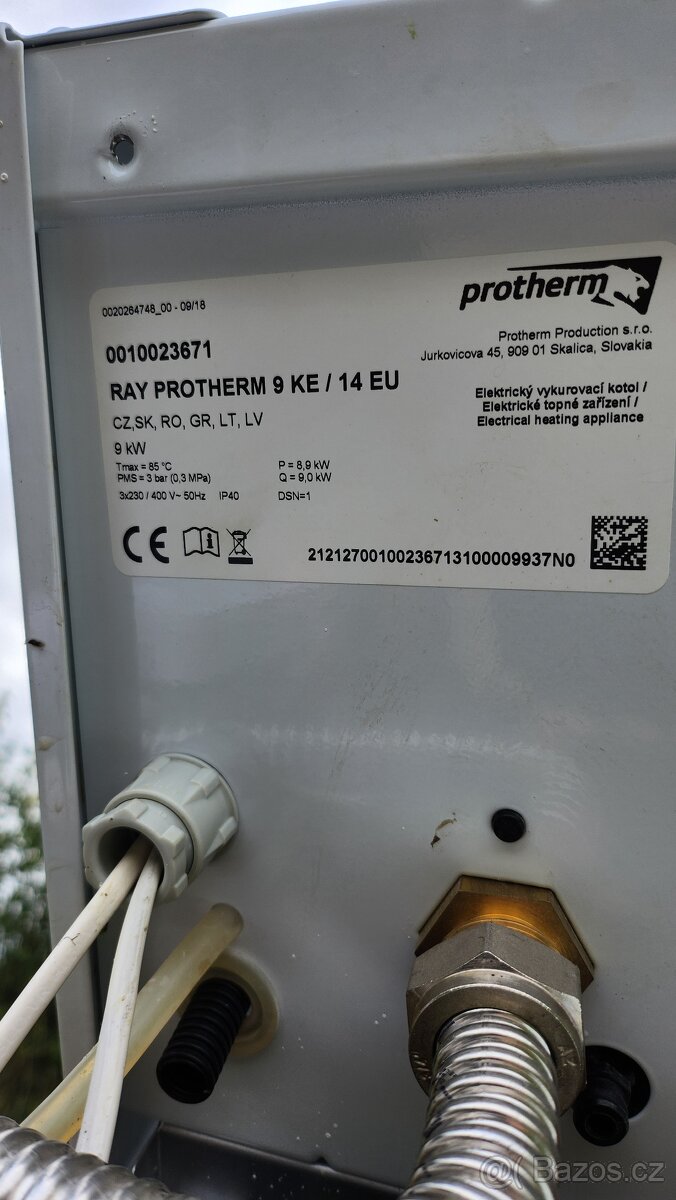 0020264748_00 - 09/18
protherm
0010023671
Protherm Production s.r.o.
Jurkovicova 45, 909 01 Skalica, Slovakia
RAY PROTHERM 9 KE / 14 EU
CZ,SK, RO, GR, LT, LV
9 kW
Elektrický vykurovací kotol /
Elektrické topné zařízení /
Electrical heating appliance
Tmax = 85 °C P = 8,9 kW
PMS = 3 bar (0,3 MPa) Q = 9,0 kW
3x230 / 400 V~ 50Hz IP40 DSN=1
CE
21212700100236713100009937N0
@( Bazos.cz